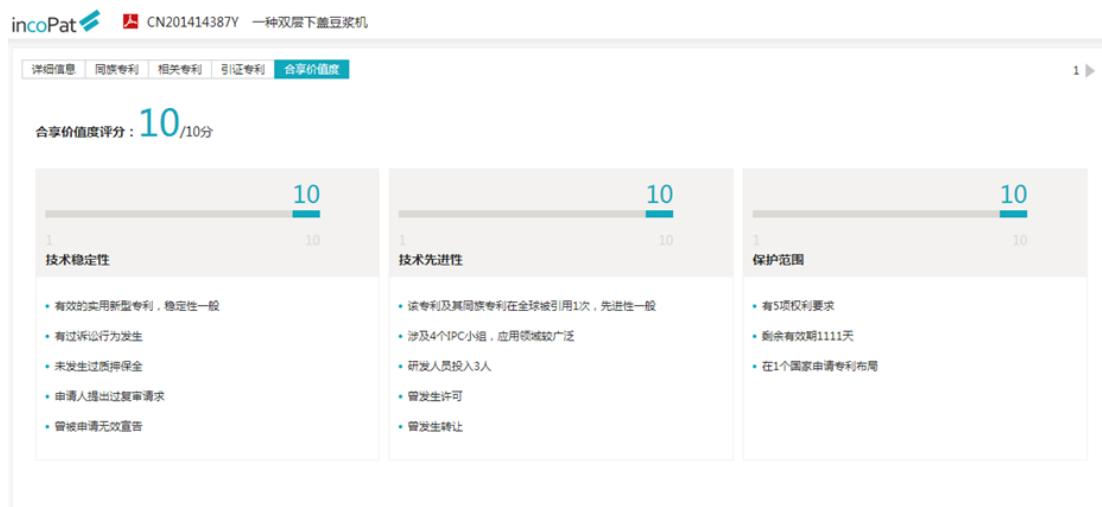 incoPat CN201414387Y 一种双层下盖豆浆机
详细信息 同族专利 相关专利 引证专利 合享价值度 1
合享价值度评分：10/10分
10
1 10
技术稳定性
• 有效的实用新型专利，稳定性一般
• 有过诉讼行为发生
• 未发生过质押保全
• 申请人提出过复审请求
• 曾被申请无效宣告
10
1 10
技术先进性
• 该专利及其同族专利在全球被引用1次，先进性一般
• 涉及4个IPC小组，应用领域较广泛
• 研发人员投入3人
• 曾发生许可
• 曾发生转让
10
1 10
保护范围
• 有5项权利要求
• 剩余有效期1111天
• 在1个国家申请专利布局